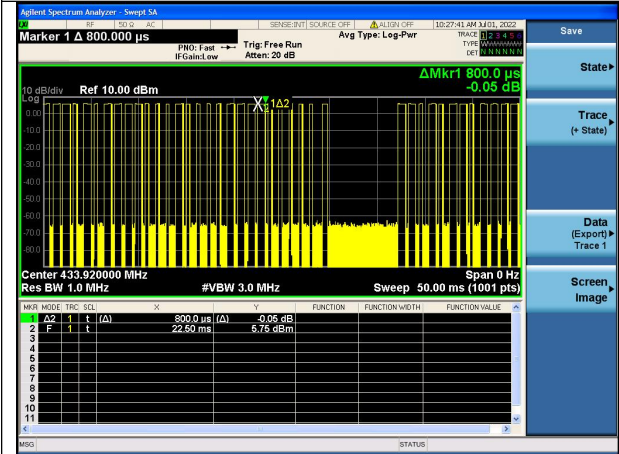 Agilent Spectrum Analyzer - Swept SA
RF 50 Ω AC SENSE:INT SOURCE OFF ALIGN OFF 10:27:41 AM Jul 01, 2022
Marker 1 Δ 800.000 µs
PNO: Fast
IFGain:Low
Trig: Free Run
Atten: 20 dB
Avg Type: Log-Pwr
TRACE 1 2 3 4 5 6
TYPE
DET N N N N N N
ΔMkr1 800.0 µs
-0.05 dB
10 dB/div Ref 10.00 dBm
Log
1Δ2
0.00
-10.0
-20.0
-30.0
-40.0
-50.0
-60.0
-70.0
-80.0
Center 433.920000 MHz Span 0 Hz
Res BW 1.0 MHz #VBW 3.0 MHz Sweep 50.00 ms (1001 pts)
MKR MODE TRC SCL X Y FUNCTION FUNCTION WIDTH FUNCTION VALUE
1 Δ2 1 t (Δ) 800.0 µs (Δ) -0.05 dB
2 F 1 t 22.50 ms 5.75 dBm
3
4
5
6
7
8
9
10
11
MSG STATUS
Save
State
Trace
(+ State)
Data
(Export)
Trace 1
Screen
Image